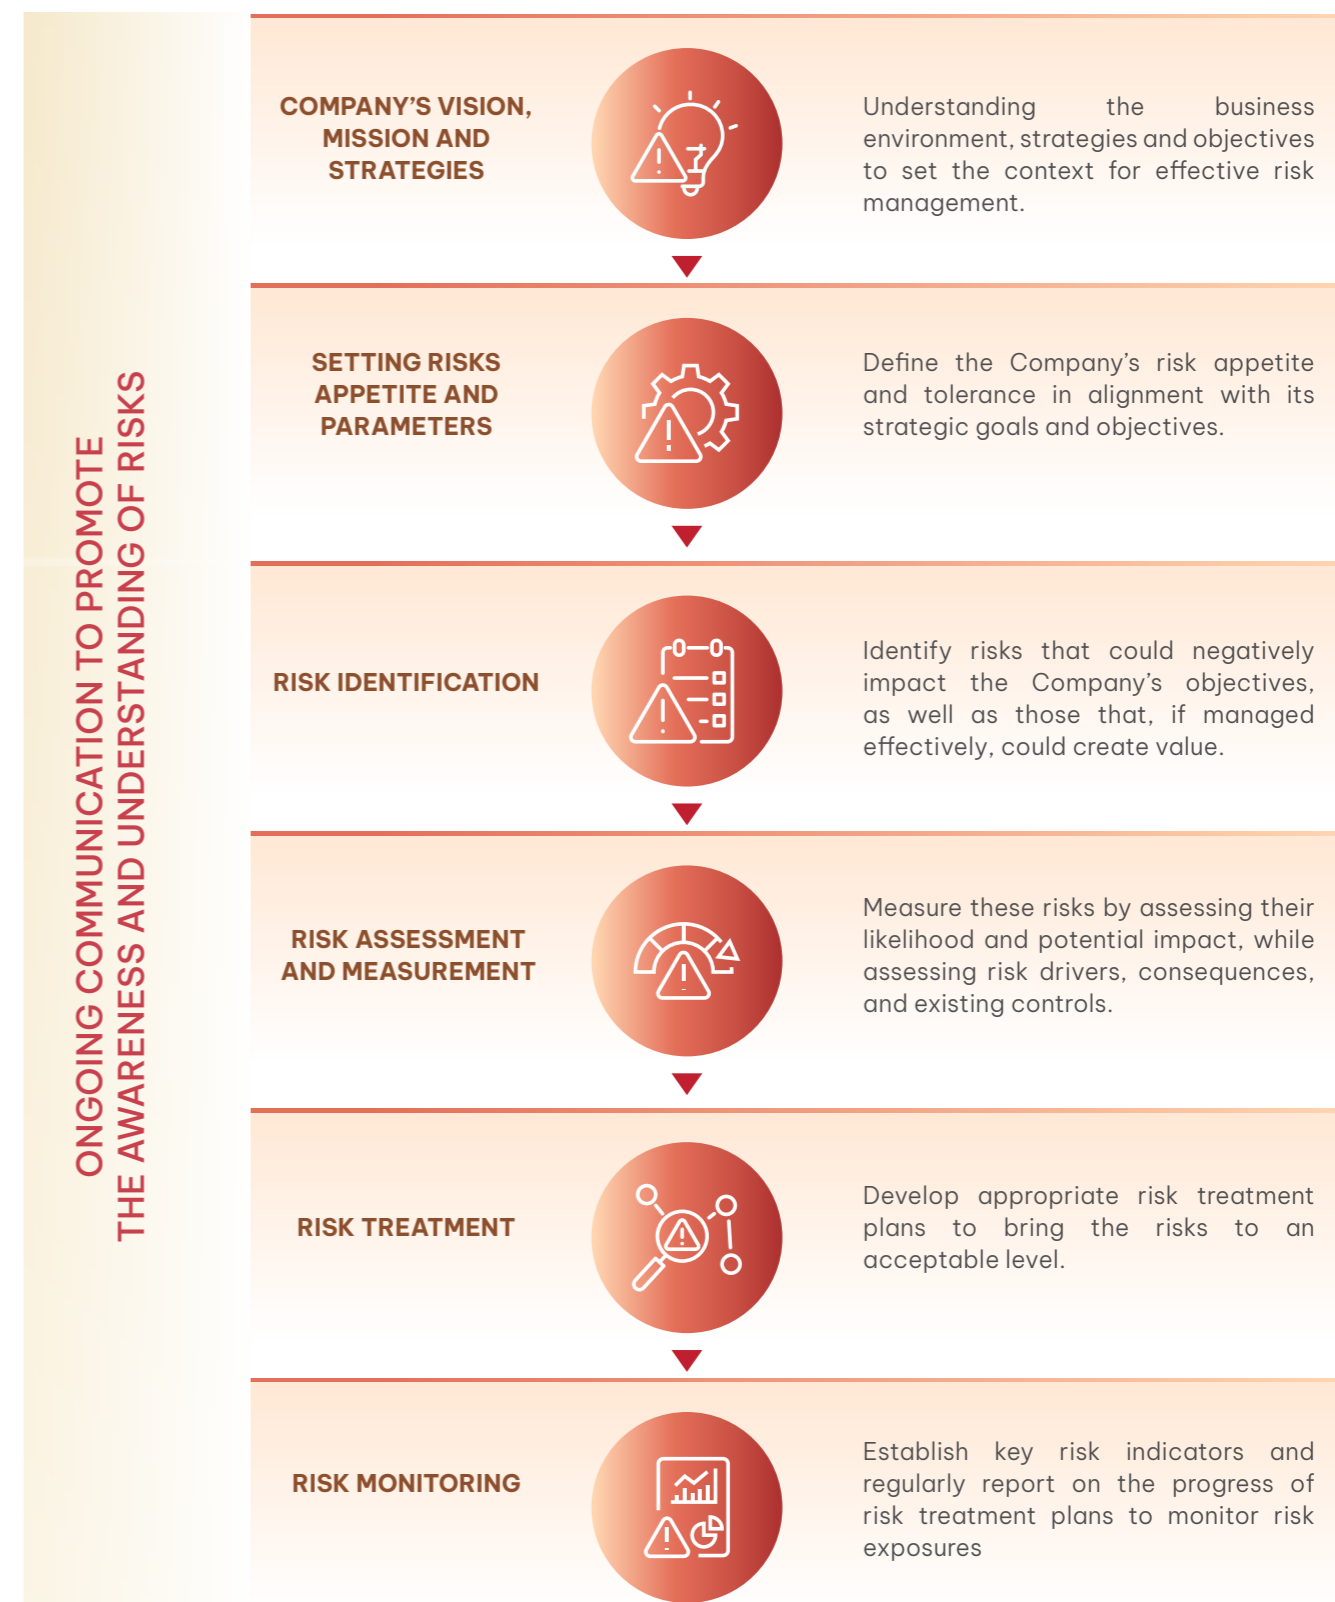 ONGOING COMMUNICATION TO PROMOTE
THE AWARENESS AND UNDERSTANDING OF RISKS
COMPANY’S VISION,
MISSION AND
STRATEGIES
Understanding the business
environment, strategies and objectives
to set the context for effective risk
management.
SETTING RISKS
APPETITE AND
PARAMETERS
Define the Company’s risk appetite
and tolerance in alignment with its
strategic goals and objectives.
RISK IDENTIFICATION
Identify risks that could negatively
impact the Company’s objectives,
as well as those that, if managed
effectively, could create value.
RISK ASSESSMENT
AND MEASUREMENT
Measure these risks by assessing their
likelihood and potential impact, while
assessing risk drivers, consequences,
and existing controls.
RISK TREATMENT
Develop appropriate risk treatment
plans to bring the risks to an
acceptable level.
RISK MONITORING
Establish key risk indicators and
regularly report on the progress of
risk treatment plans to monitor risk
exposures